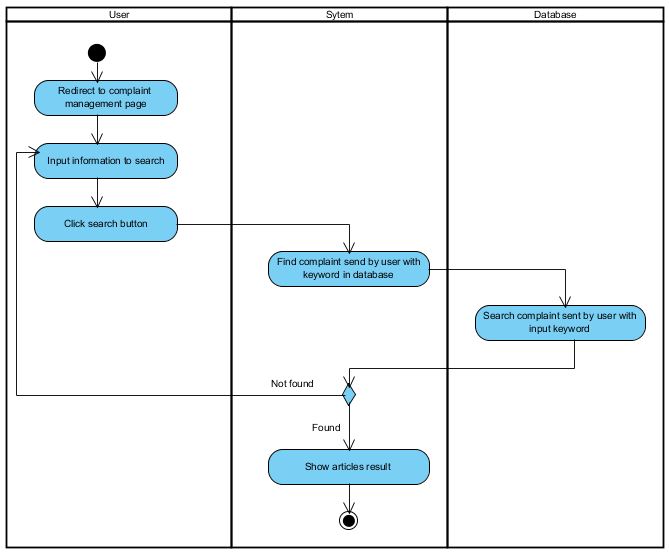 User
Sytem
Database
Redirect to complaint
management page
Input information to search
Click search button
Find complaint send by user with
keyword in database
Search complaint sent by user with
input keyword
Not found
Found
Show articles result